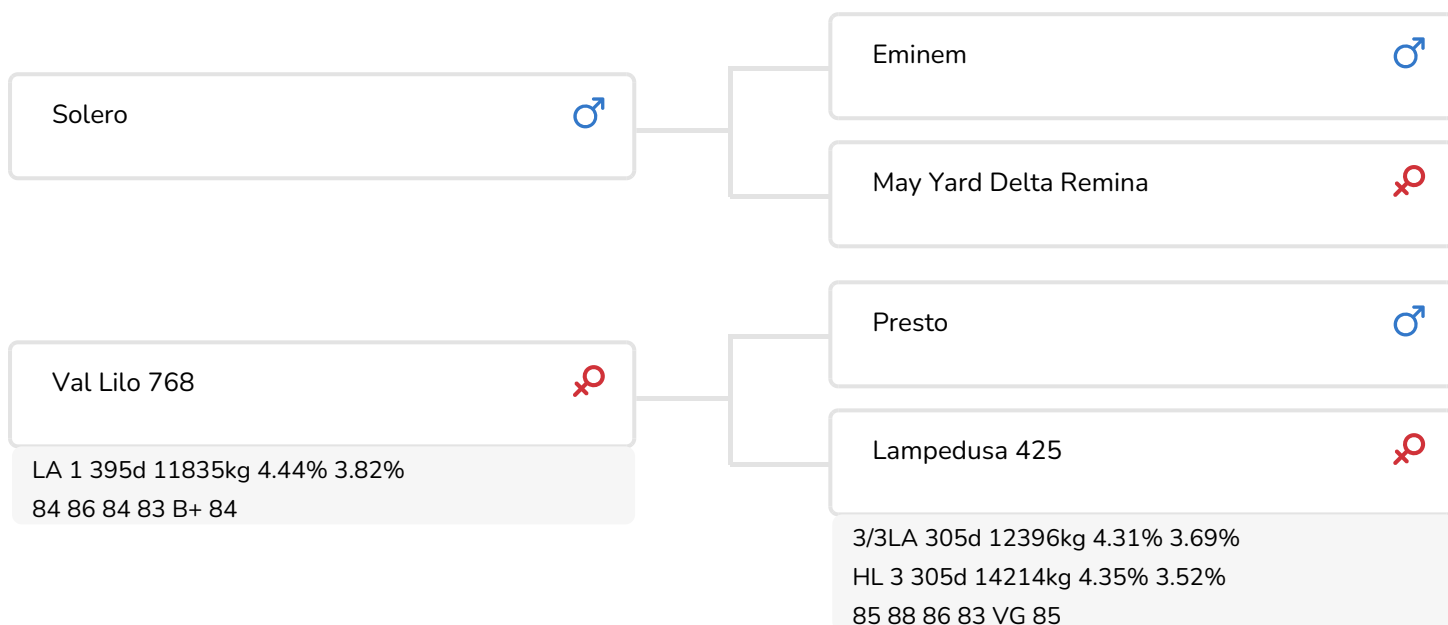 Solero
Eminem
May Yard Delta Remina
Val Lilo 768
LA 1 395d 11835kg 4.44% 3.82%
84 86 84 83 B+ 84
Presto
Lampedusa 425
3/3LA 305d 12396kg 4.31% 3.69%
HL 3 305d 14214kg 4.35% 3.52%
85 88 86 83 VG 85